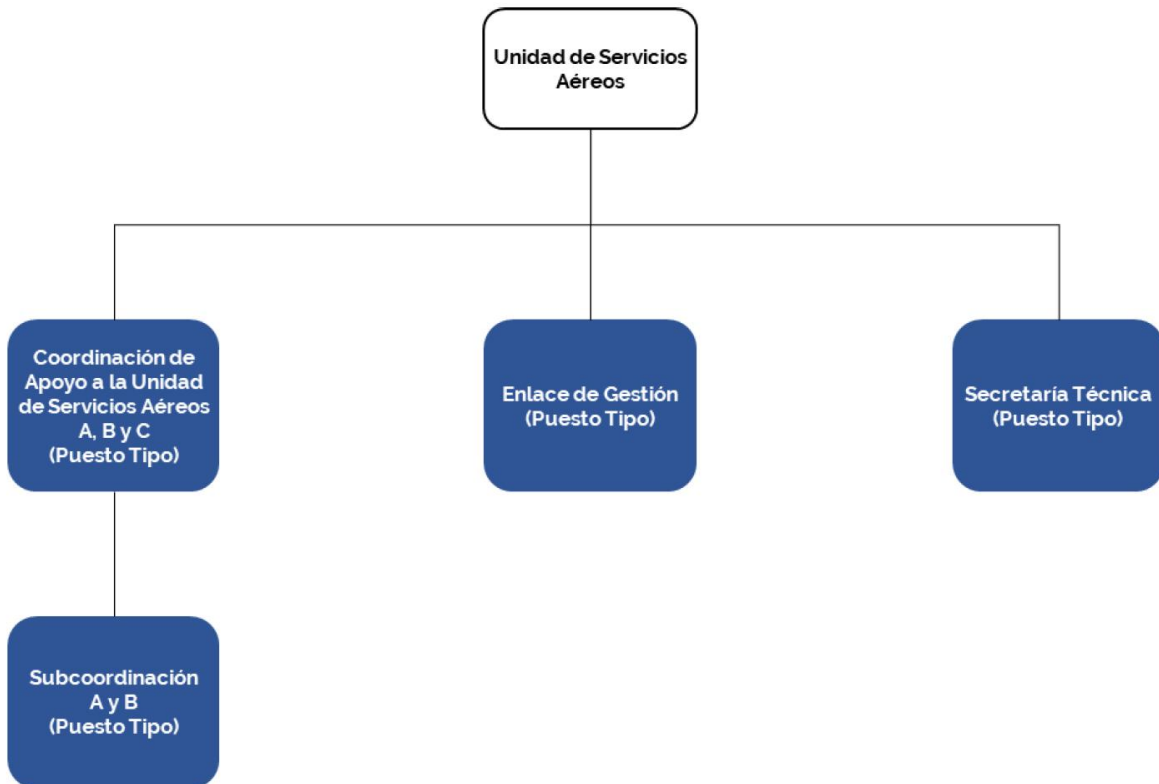 Unidad de Servicios
Aéreos
Coordinación de
Apoyo a la Unidad
de Servicios Aéreos
A, B y C
(Puesto Tipo)
Enlace de Gestión
(Puesto Tipo)
Secretaría Técnica
(Puesto Tipo)
Subcoordinación
A y B
(Puesto Tipo)